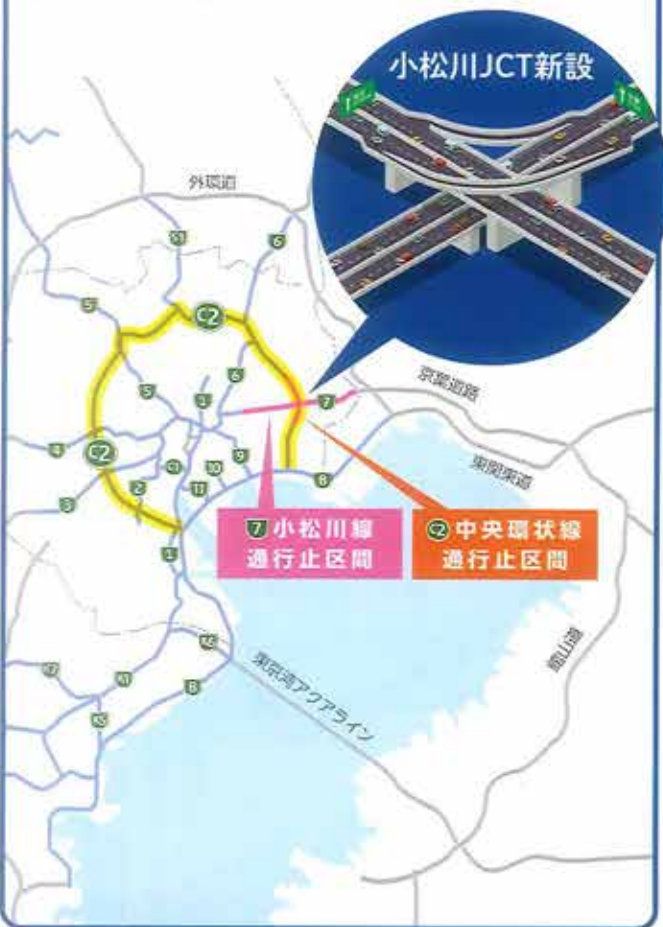 小松川JCT新設
外環道
S1
6
5
C2
5
6
1
7
京葉道路
4
C2
C1
10
9
8
東関東道
3
2
11
7 小松川線
通行止区間
C2 中央環状線
通行止区間
1
K6
東京湾アクアライン
館山道
K7
K1
B
K5